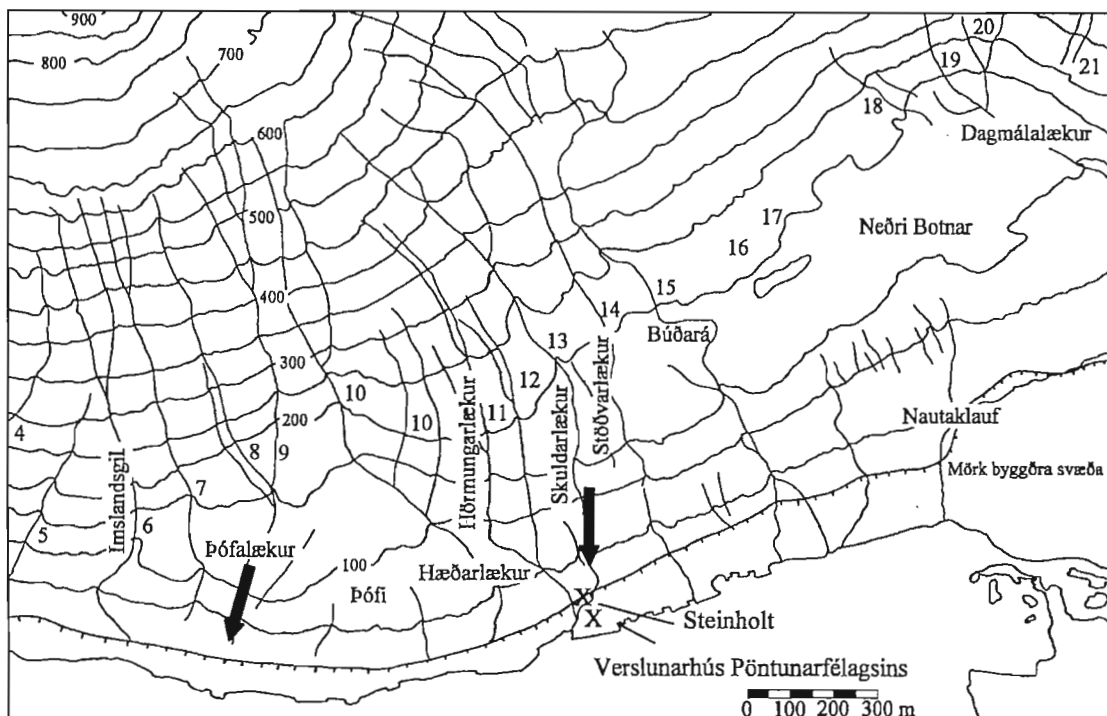 900
800
700
600
500
400
300
200
100
20
19
21
18
Dagmálalækur
17
Neðri Botnar
16
15
14
Búðará
13
12
11
10
10
9
8
7
6
5
4
Nautaklauf
Mörk byggðra svæða
Stöðvarlækur
Skuldarlækur
Hörmungarlækur
Ímslandsgil
Þófalækur
Hæðarlækur
Þófi
X
X
Steinholt
Verslunarhús Pöntunarfélagsins
0 100 200 300 m